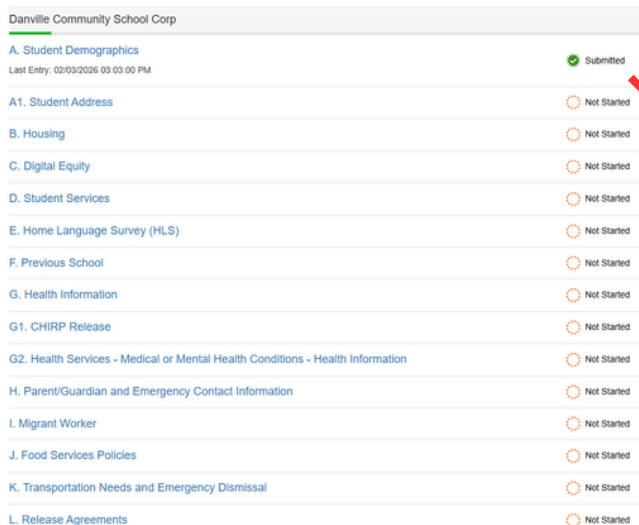 Danville Community School Corp
A. Student Demographics
Last Entry: 02/03/2026 03:03:00 PM
Submitted
A1. Student Address
Not Started
B. Housing
Not Started
C. Digital Equity
Not Started
D. Student Services
Not Started
E. Home Language Survey (HLS)
Not Started
F. Previous School
Not Started
G. Health Information
Not Started
G1. CHIRP Release
Not Started
G2. Health Services - Medical or Mental Health Conditions - Health Information
Not Started
H. Parent/Guardian and Emergency Contact Information
Not Started
I. Migrant Worker
Not Started
J. Food Services Policies
Not Started
K. Transportation Needs and Emergency Dismissal
Not Started
L. Release Agreements
Not Started